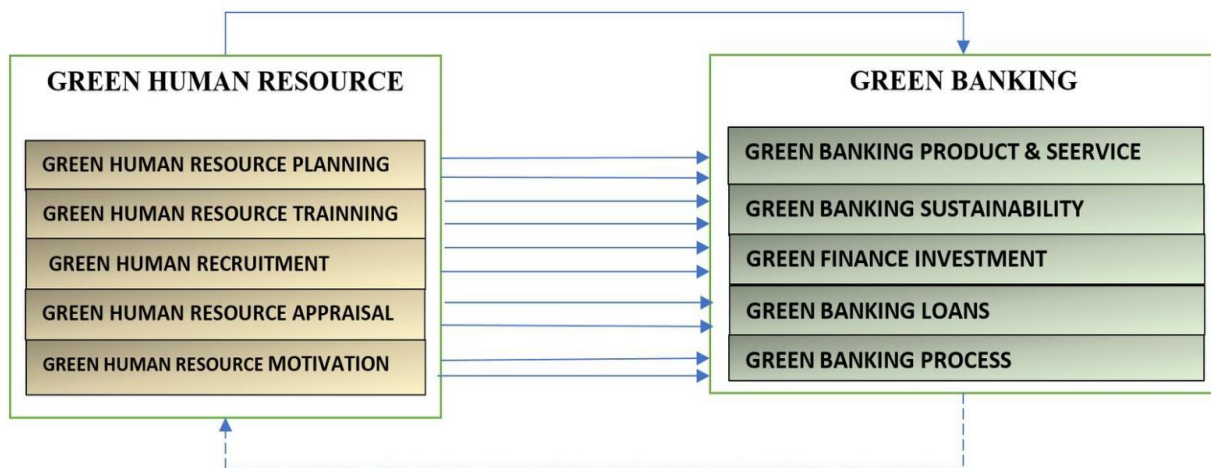 GREEN HUMAN RESOURCE
GREEN HUMAN RESOURCE PLANNING
GREEN HUMAN RESOURCE TRAINNING
GREEN HUMAN RECRUITMENT
GREEN HUMAN RESOURCE APPRAISAL
GREEN HUMAN RESOURCE MOTIVATION
GREEN BANKING
GREEN BANKING PRODUCT & SEERVICE
GREEN BANKING SUSTAINABILITY
GREEN FINANCE INVESTMENT
GREEN BANKING LOANS
GREEN BANKING PROCESS